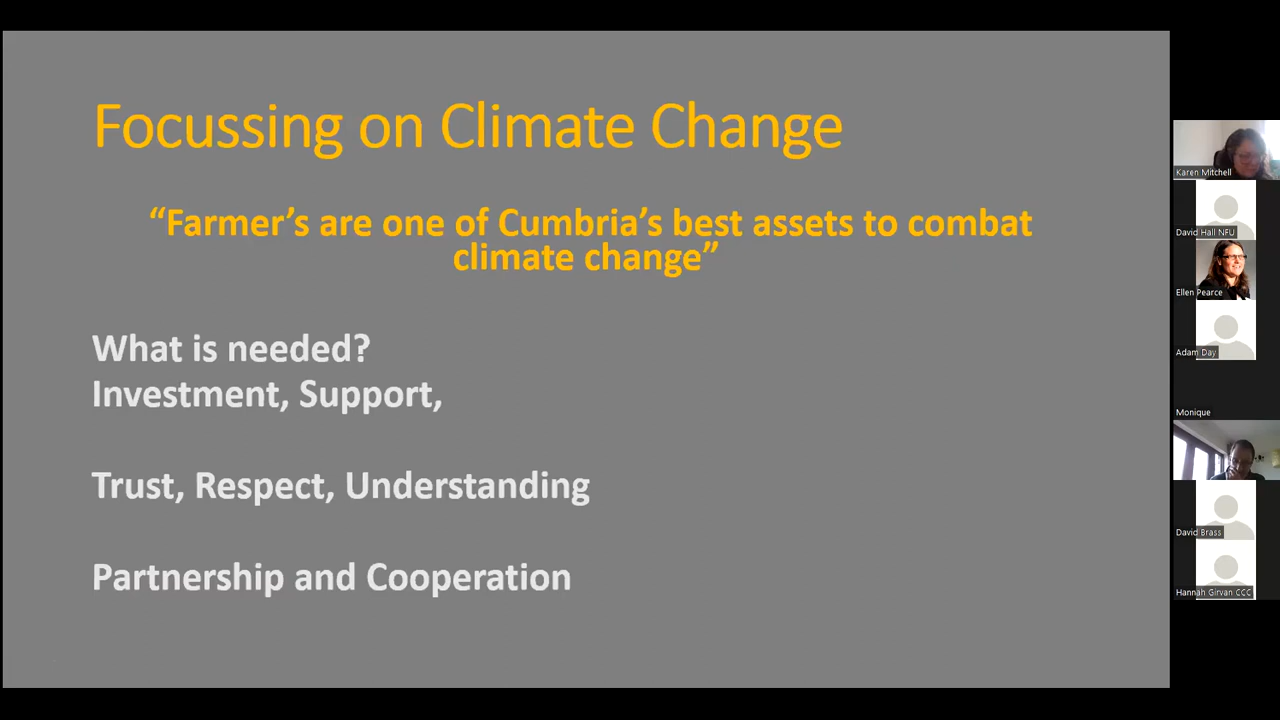 Focussing on Climate Change
“Farmer’s are one of Cumbria’s best assets to combat
climate change”
What is needed?
Investment, Support,
Trust, Respect, Understanding
Partnership and Cooperation
Karen Mitchell
David Hall NFU
Ellen Pearce
Adam Day
Monique
David Brass
Hannah Girvan CCC